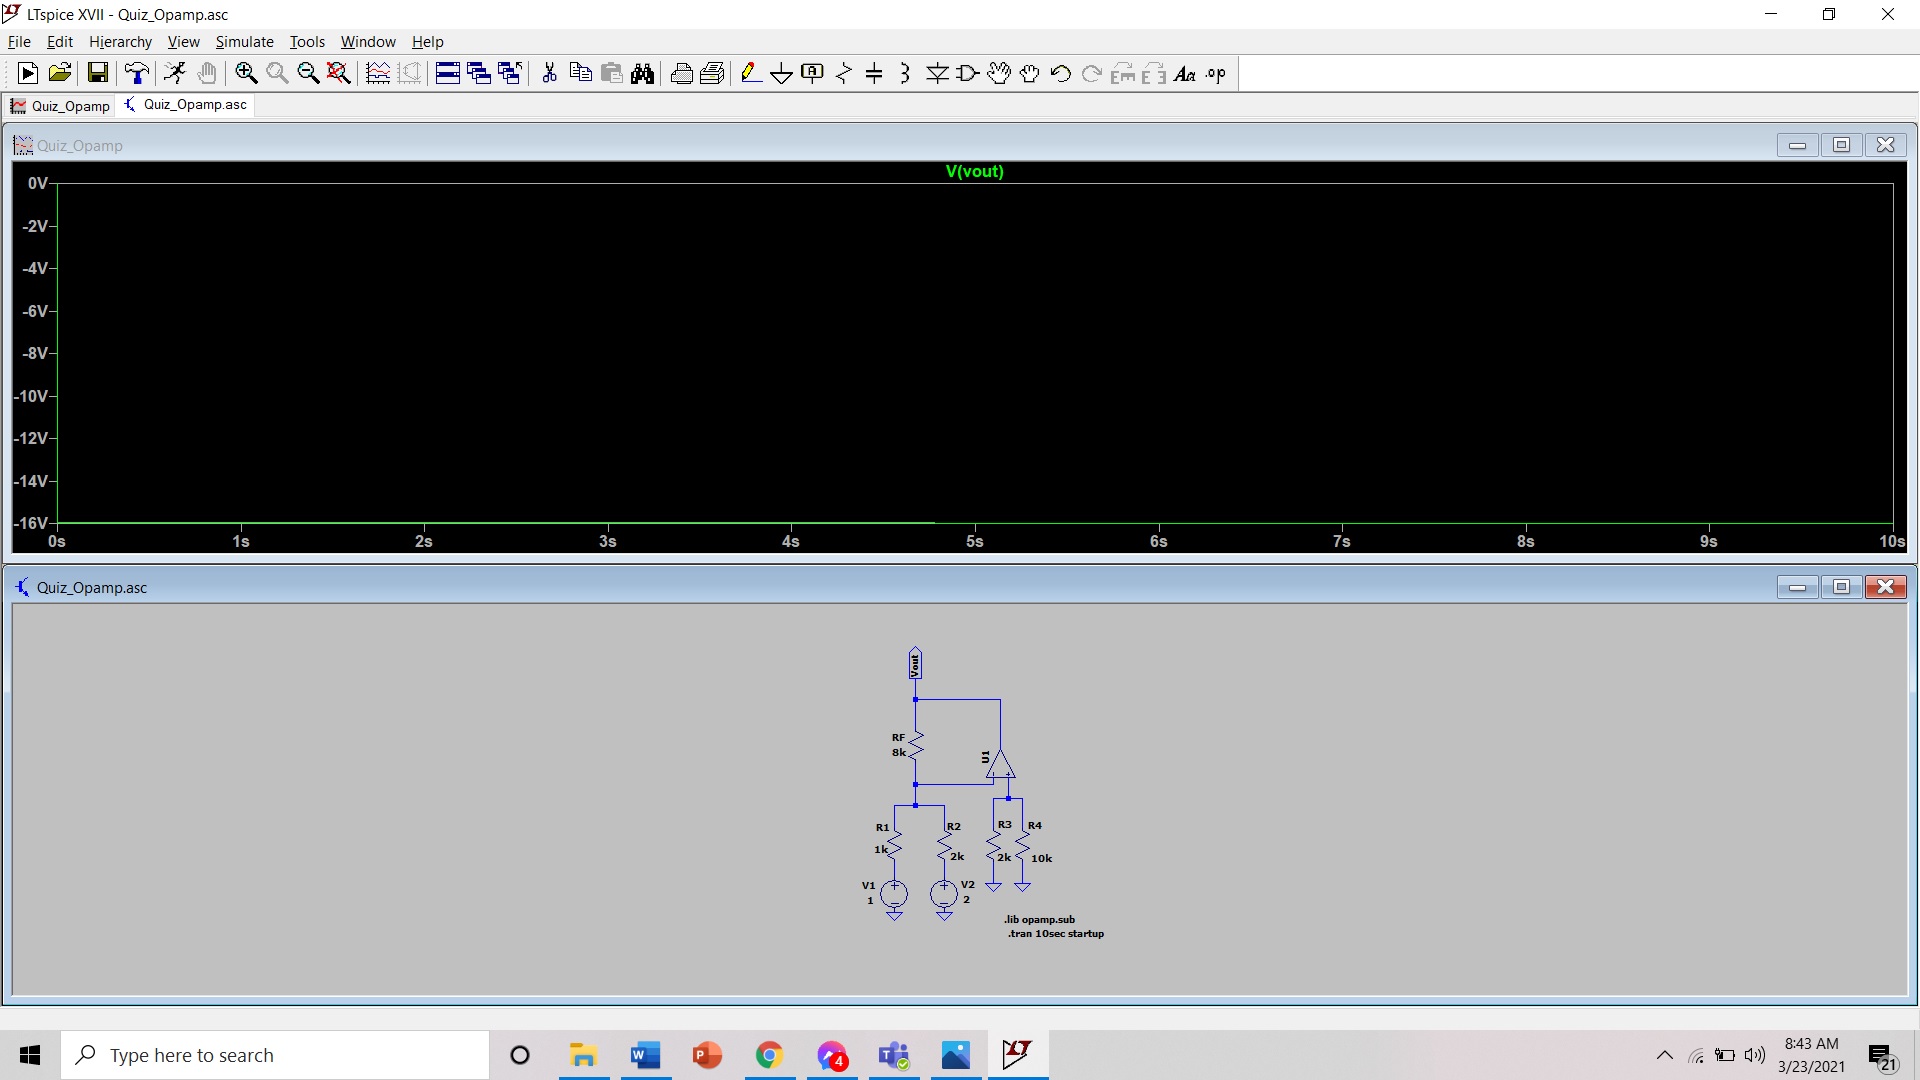 LTspice XVII - Quiz_Opamp.asc
File Edit Hierarchy View Simulate Tools Window Help
Quiz_Opamp Quiz_Opamp.asc
Quiz_Opamp
V(vout)
0V
-2V
-4V
-6V
-8V
-10V
-12V
-14V
-16V
0s 1s 2s 3s 4s 5s 6s 7s 8s 9s 10s
Quiz_Opamp.asc
Vout
RF
8k
U1
R1
1k
R2
2k
R3
2k
R4
10k
V1
1
V2
2
.lib opamp.sub
.tran 10sec startup
Type here to search
4
8:43 AM
3/23/2021
21